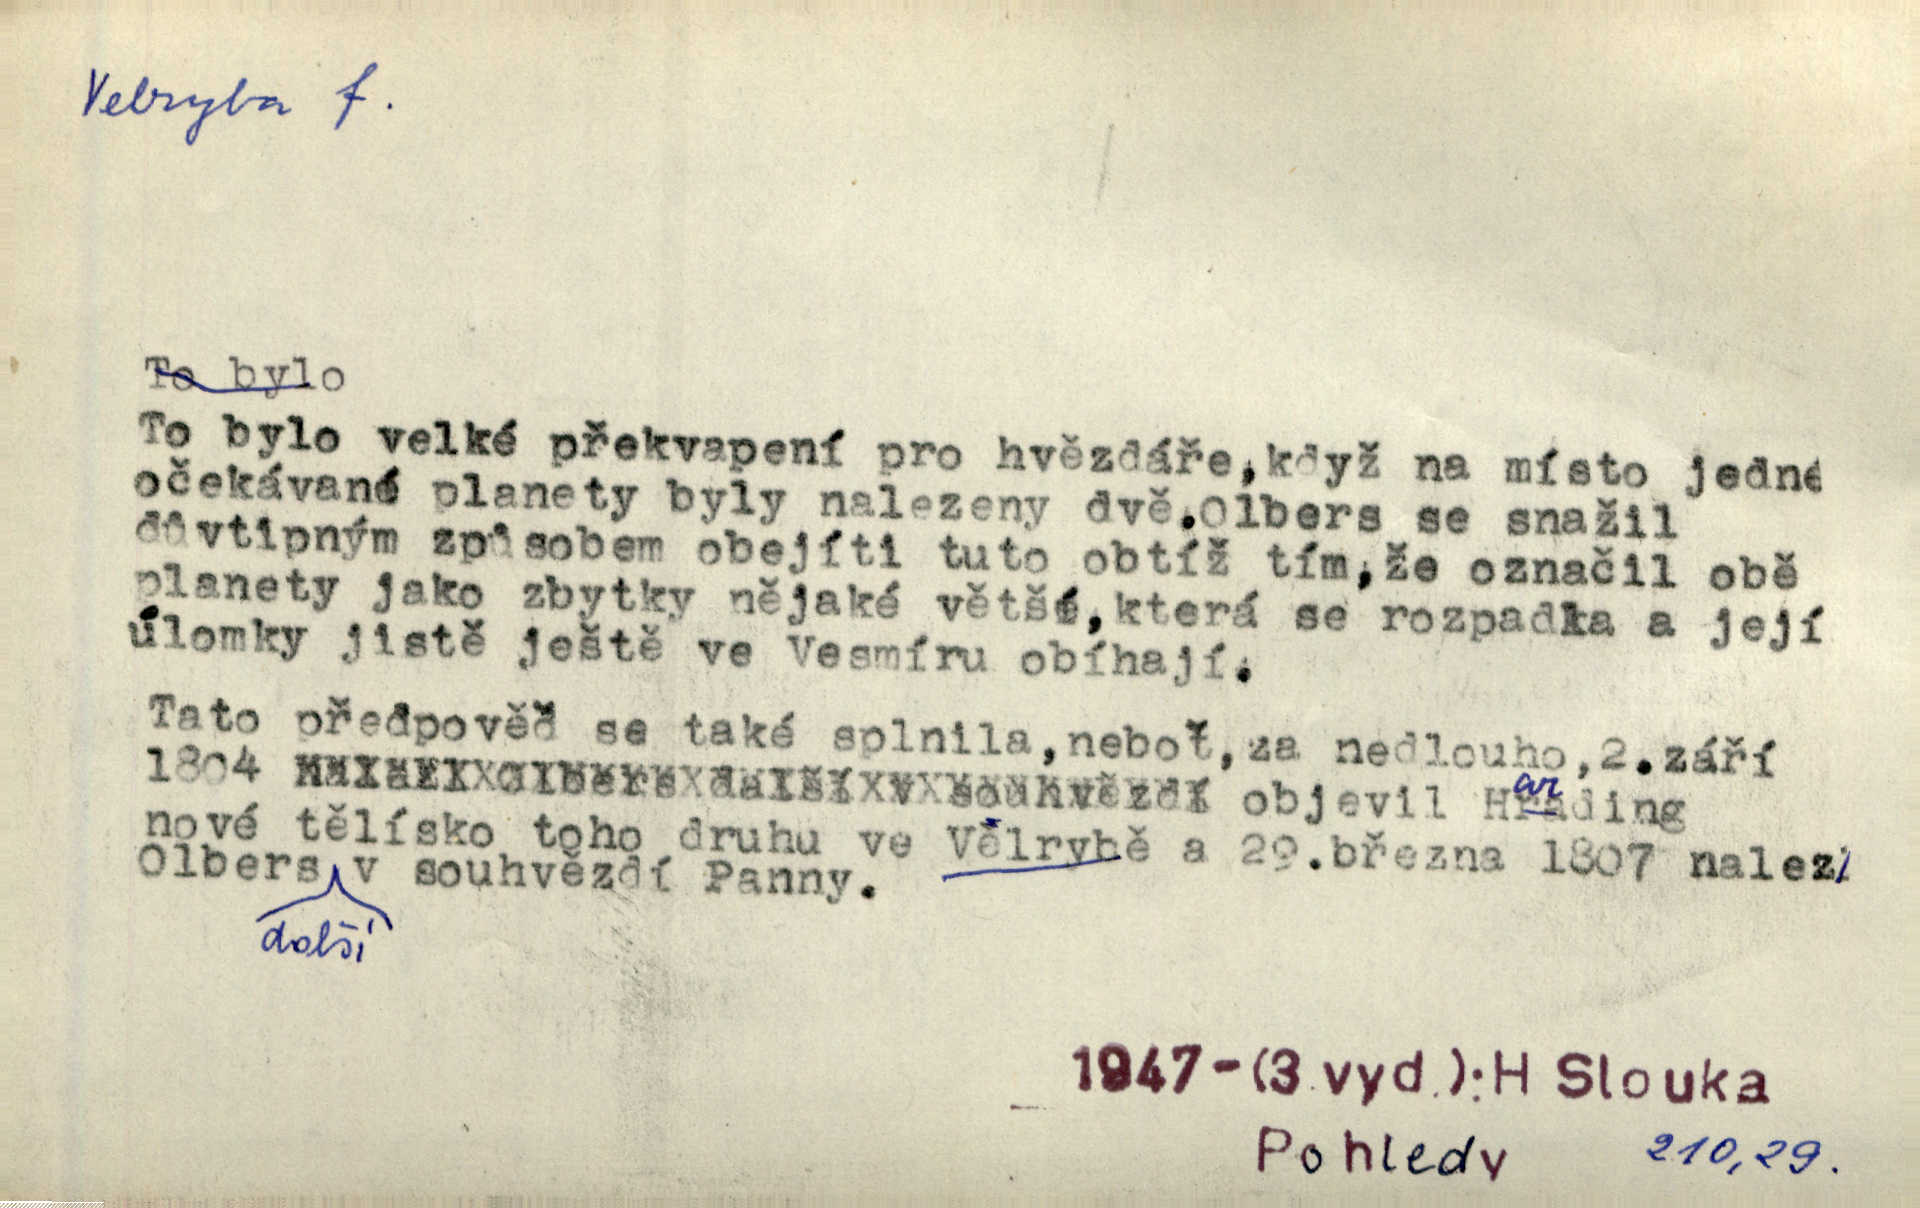 Velryba f.
To bylo
To bylo velké překvapení pro hvězdáře,když na místo jedné
očekávané planety byly nalezeny dvě.Olbers se snažil
důvtipným způsobem obejíti tuto obtíž tím,že označil obě
planety jako zbytky nějaké větší,která se rozpadla a její
úlomky jistě ještě ve Vesmíru obíhají.
Tato předpověď se také splnila,neboť,za nedlouho,2.září
1804 objevil Hrading
ar
nové tělísko toho druhu ve Vělrybě a 29.března 1807 nalezl
Olbers v souhvězdí Panny.
další
1947-(3.vyd.):H Slouka
Pohledy 210,29.